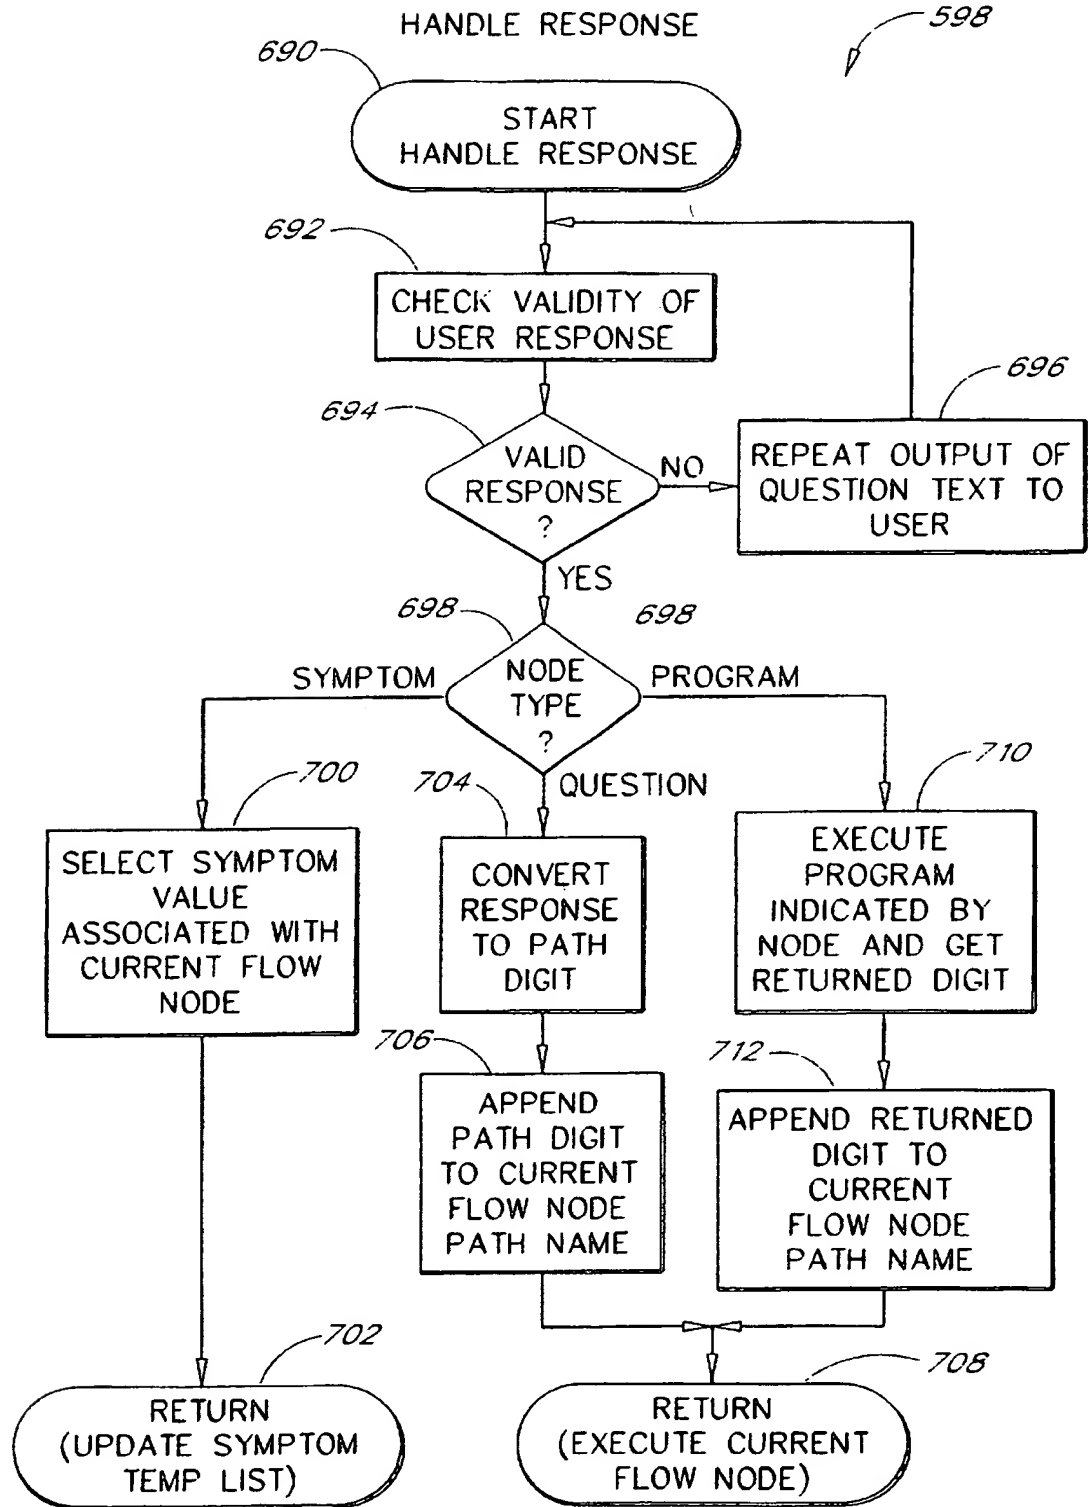 HANDLE RESPONSE
598
690
START
HANDLE RESPONSE
692
CHECK VALIDITY OF
USER RESPONSE
694
VALID
RESPONSE
?
NO
696
REPEAT OUTPUT OF
QUESTION TEXT TO
USER
YES
698
698
NODE
TYPE
?
SYMPTOM
PROGRAM
QUESTION
700
SELECT SYMPTOM
VALUE
ASSOCIATED WITH
CURRENT FLOW
NODE
704
CONVERT
RESPONSE
TO PATH
DIGIT
710
EXECUTE
PROGRAM
INDICATED BY
NODE AND GET
RETURNED DIGIT
706
APPEND
PATH DIGIT
TO CURRENT
FLOW NODE
PATH NAME
712
APPEND RETURNED
DIGIT TO
CURRENT
FLOW NODE
PATH NAME
702
RETURN
(UPDATE SYMPTOM
TEMP LIST)
708
RETURN
(EXECUTE CURRENT
FLOW NODE)